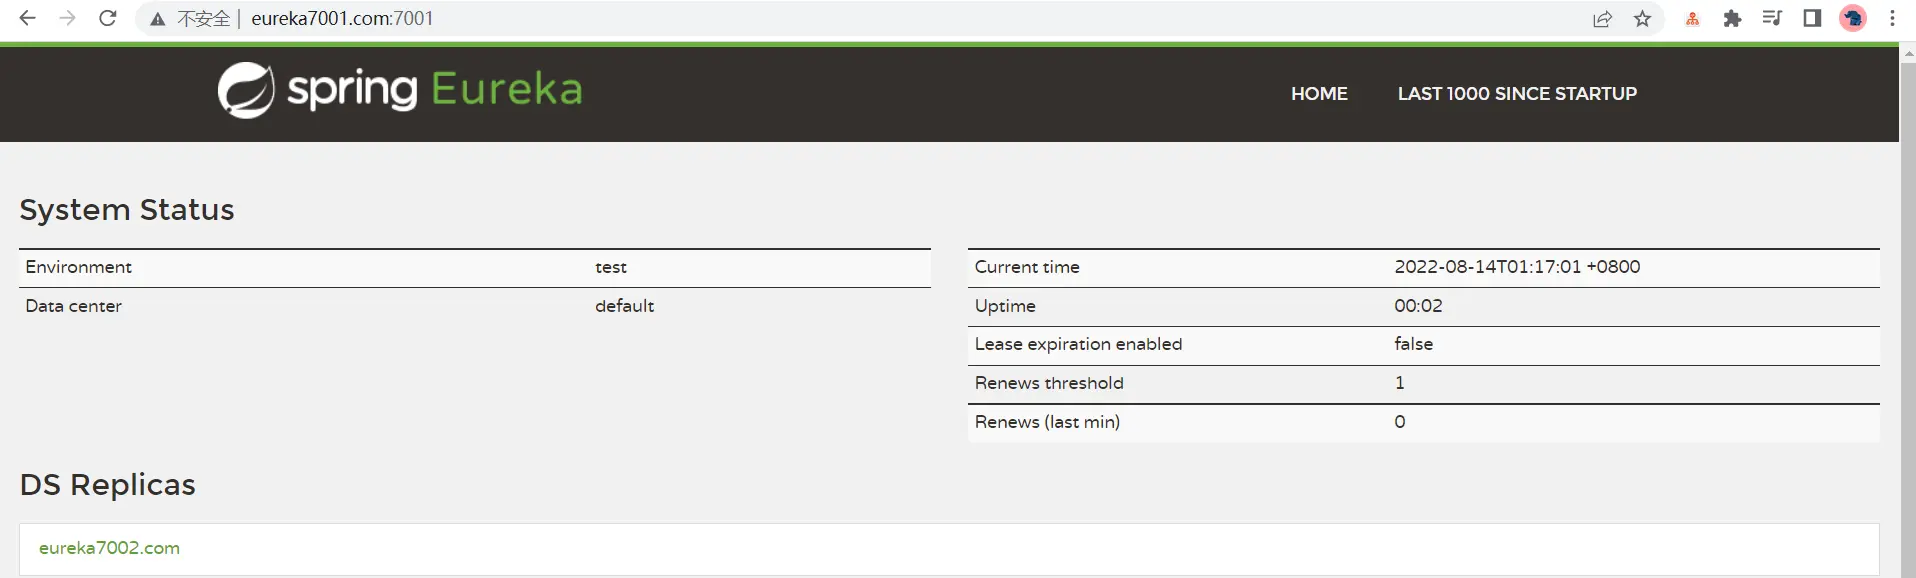 不安全 | eureka7001.com:7001
spring Eureka
HOME LAST 1000 SINCE STARTUP
System Status
Environment test
Data center default
Current time 2022-08-14T01:17:01 +0800
Uptime 00:02
Lease expiration enabled false
Renews threshold 1
Renews (last min) 0
DS Replicas
eureka7002.com